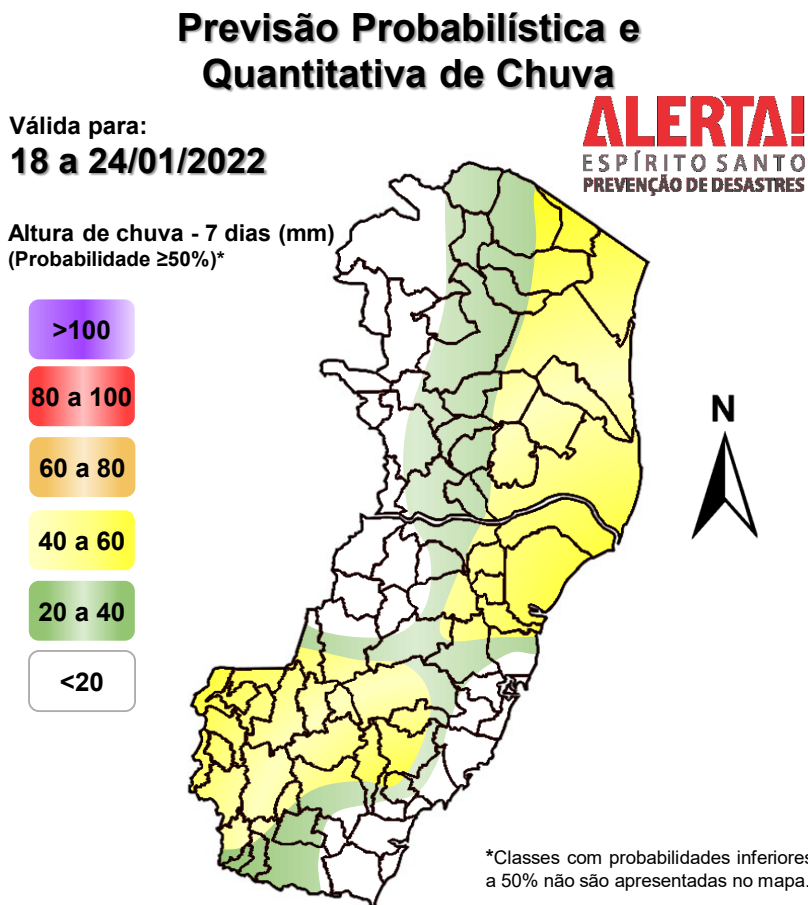 Previsão Probabilística e
Quantitativa de Chuva
Válida para:
18 a 24/01/2022
ALERTA!
ESPÍRITO SANTO
PREVENÇÃO DE DESASTRES
Altura de chuva - 7 dias (mm)
(Probabilidade ≥50%)*
>100
80 a 100
60 a 80
40 a 60
20 a 40
<20
N
*Classes com probabilidades inferiores
a 50% não são apresentadas no mapa.